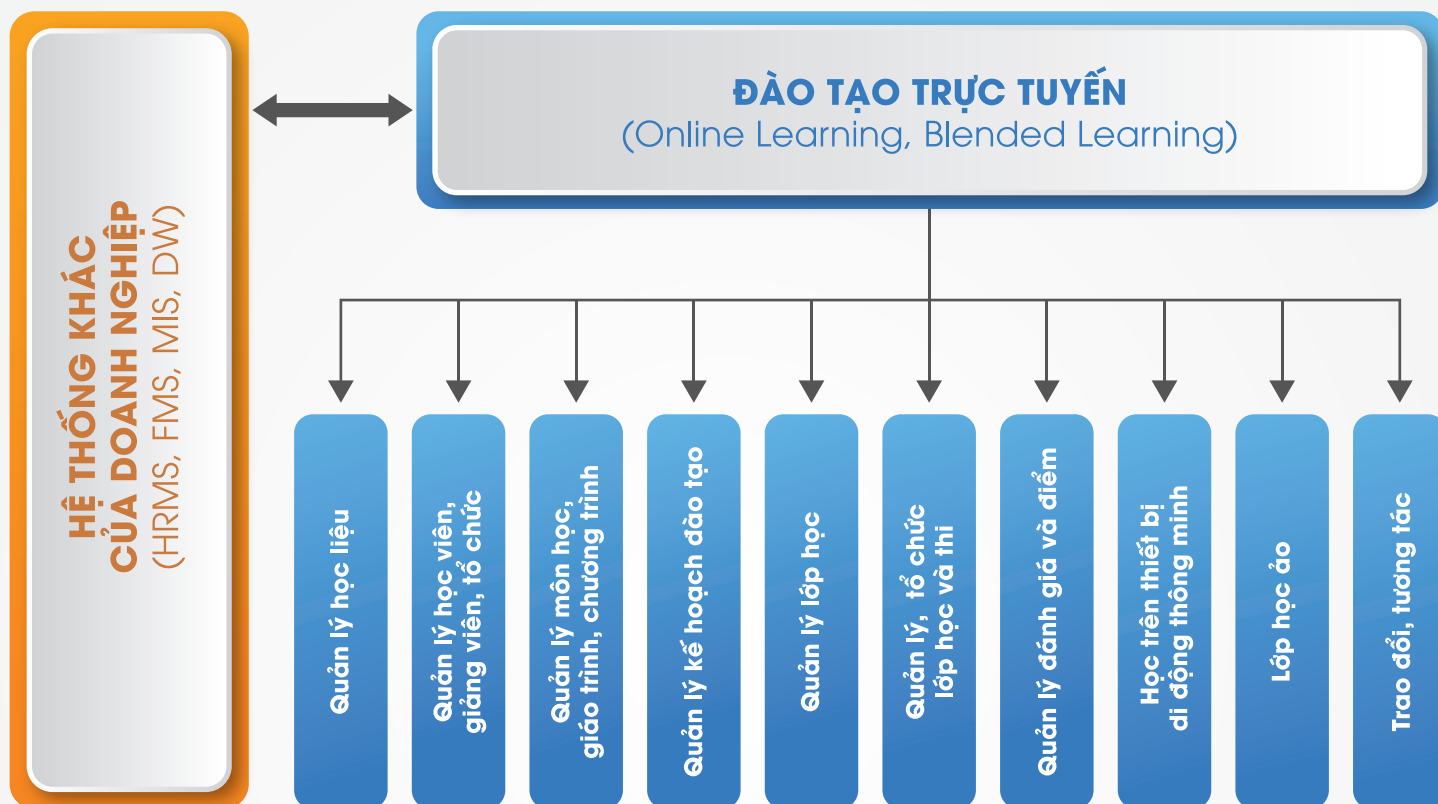 ĐÀO TẠO TRỰC TUYẾN
(Online Learning, Blended Learning)
HỆ THỐNG KHÁC
CỦA DOANH NGHIỆP
(HRMS, FMS, MIS, DW)
Quản lý học liệu
Quản lý học viên,
giảng viên, tổ chức
Quản lý môn học,
giáo trình, chương trình
Quản lý kế hoạch đào tạo
Quản lý lớp học
Quản lý, tổ chức
lớp học và thi
Quản lý đánh giá và điểm
Học trên thiết bị
di động thông minh
Lớp học ảo
Trao đổi, tương tác